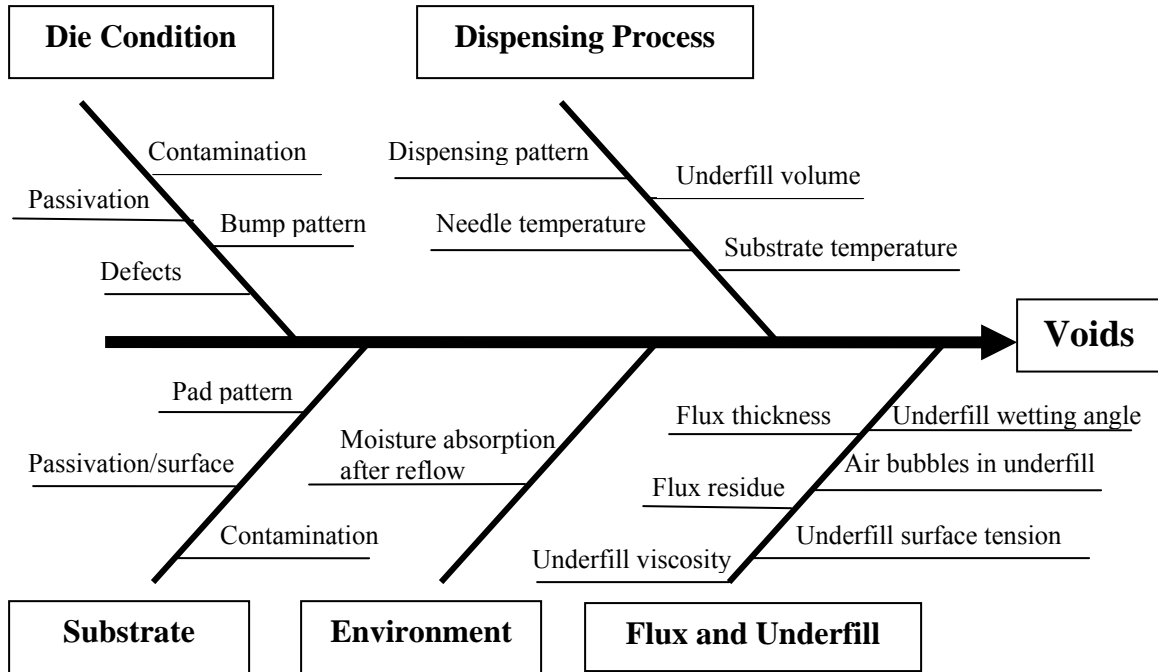 Die Condition
Dispensing Process
Contamination
Dispensing pattern
Underfill volume
Passivation
Bump pattern
Needle temperature
Substrate temperature
Defects
Voids
Pad pattern
Flux thickness
Underfill wetting angle
Moisture absorption
after reflow
Passivation/surface
Air bubbles in underfill
Flux residue
Contamination
Underfill surface tension
Underfill viscosity
Substrate
Environment
Flux and Underfill